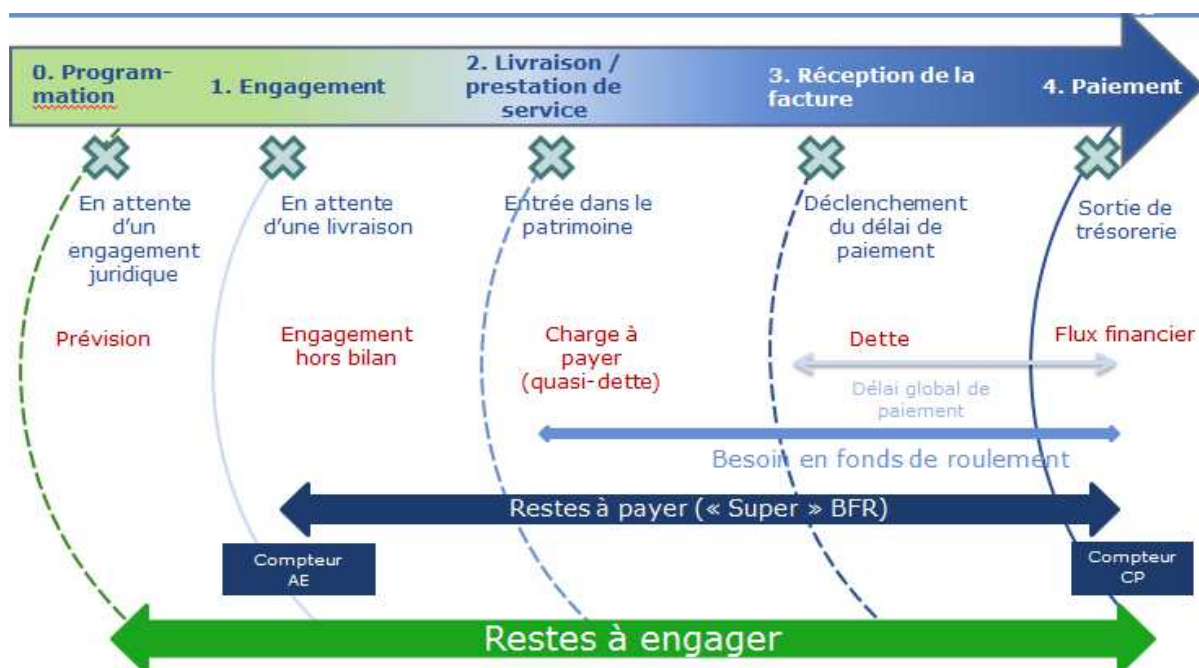 0. Program-
mation
1. Engagement
2. Livraison /
prestation de
service
3. Réception de la
facture
4. Paiement
En attente
d'un
engagement
juridique
En attente
d'une livraison
Entrée dans le
patrimoine
Déclenchement
du délai de
paiement
Sortie de
trésorerie
Prévision
Engagement
hors bilan
Charge à
payer
(quasi-dette)
Dette
Flux financier
Délai global de
paiement
Besoin en fonds de roulement
Restes à payer (« Super » BFR)
Compteur
AE
Compteur
CP
Restes à engager